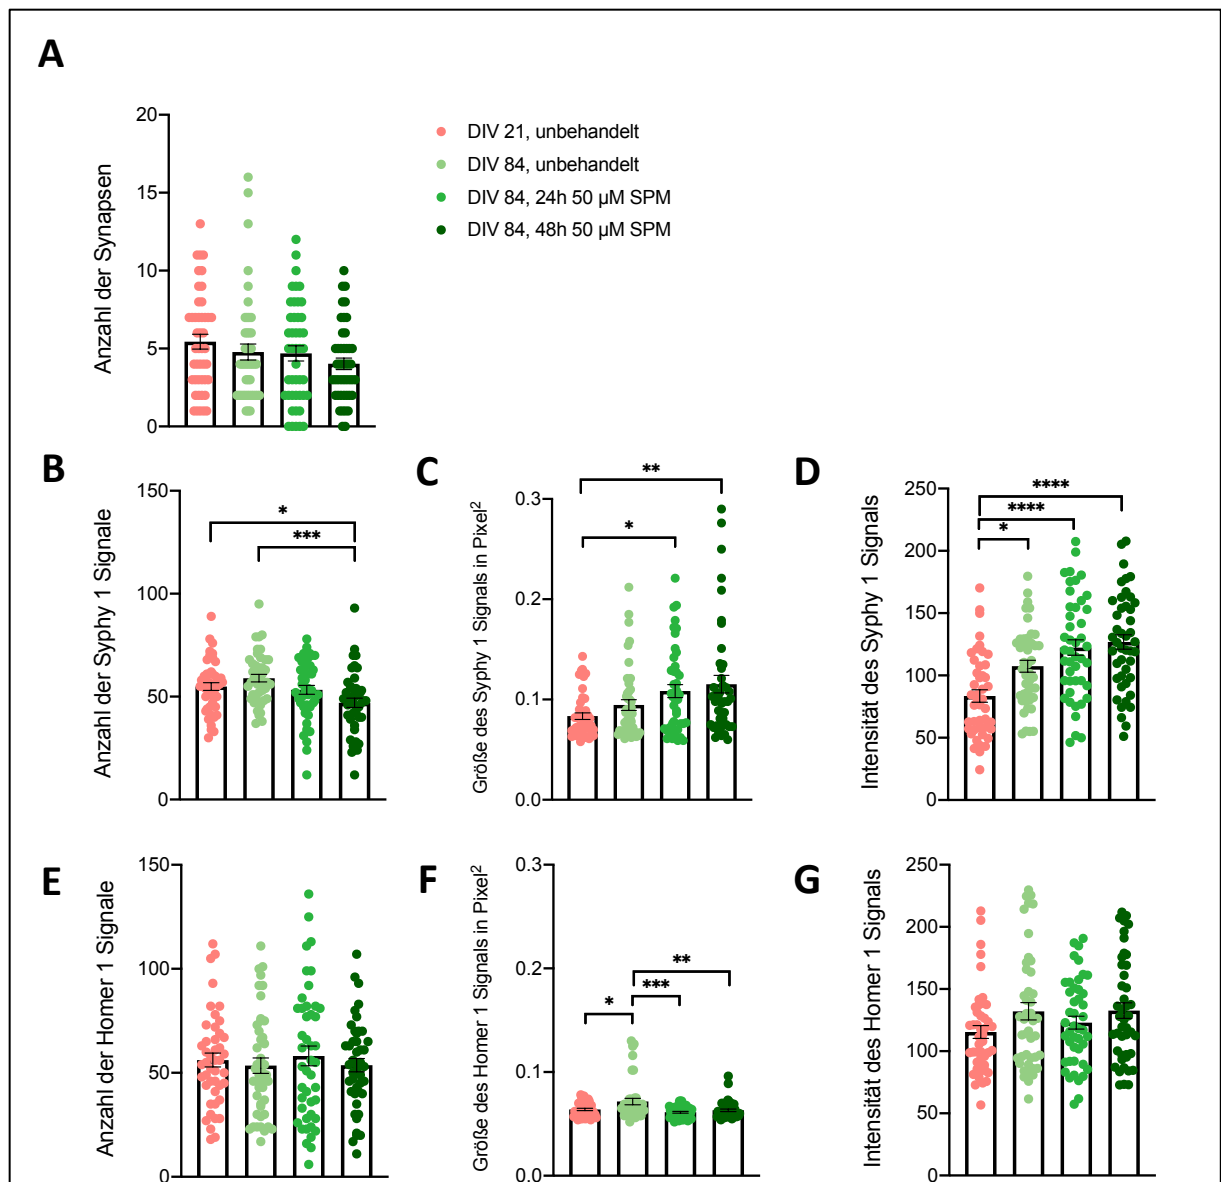 A
Anzahl der Synapsen
20
15
10
5
0
DIV 21, unbehandelt
DIV 84, unbehandelt
DIV 84, 24h 50 µM SPM
DIV 84, 48h 50 µM SPM
B
Anzahl der Syphy 1 Signale
150
100
50
0
*
***
C
Größe des Syphy 1 Signals in Pixel²
0.3
0.2
0.1
0.0
**
*
D
Intensität des Syphy 1 Signals
250
200
150
100
50
0
****
****
*
E
Anzahl der Homer 1 Signale
150
100
50
0
F
Größe des Homer 1 Signals in Pixel²
0.3
0.2
0.1
0.0
**
***
*
G
Intensität des Homer 1 Signals
250
200
150
100
50
0